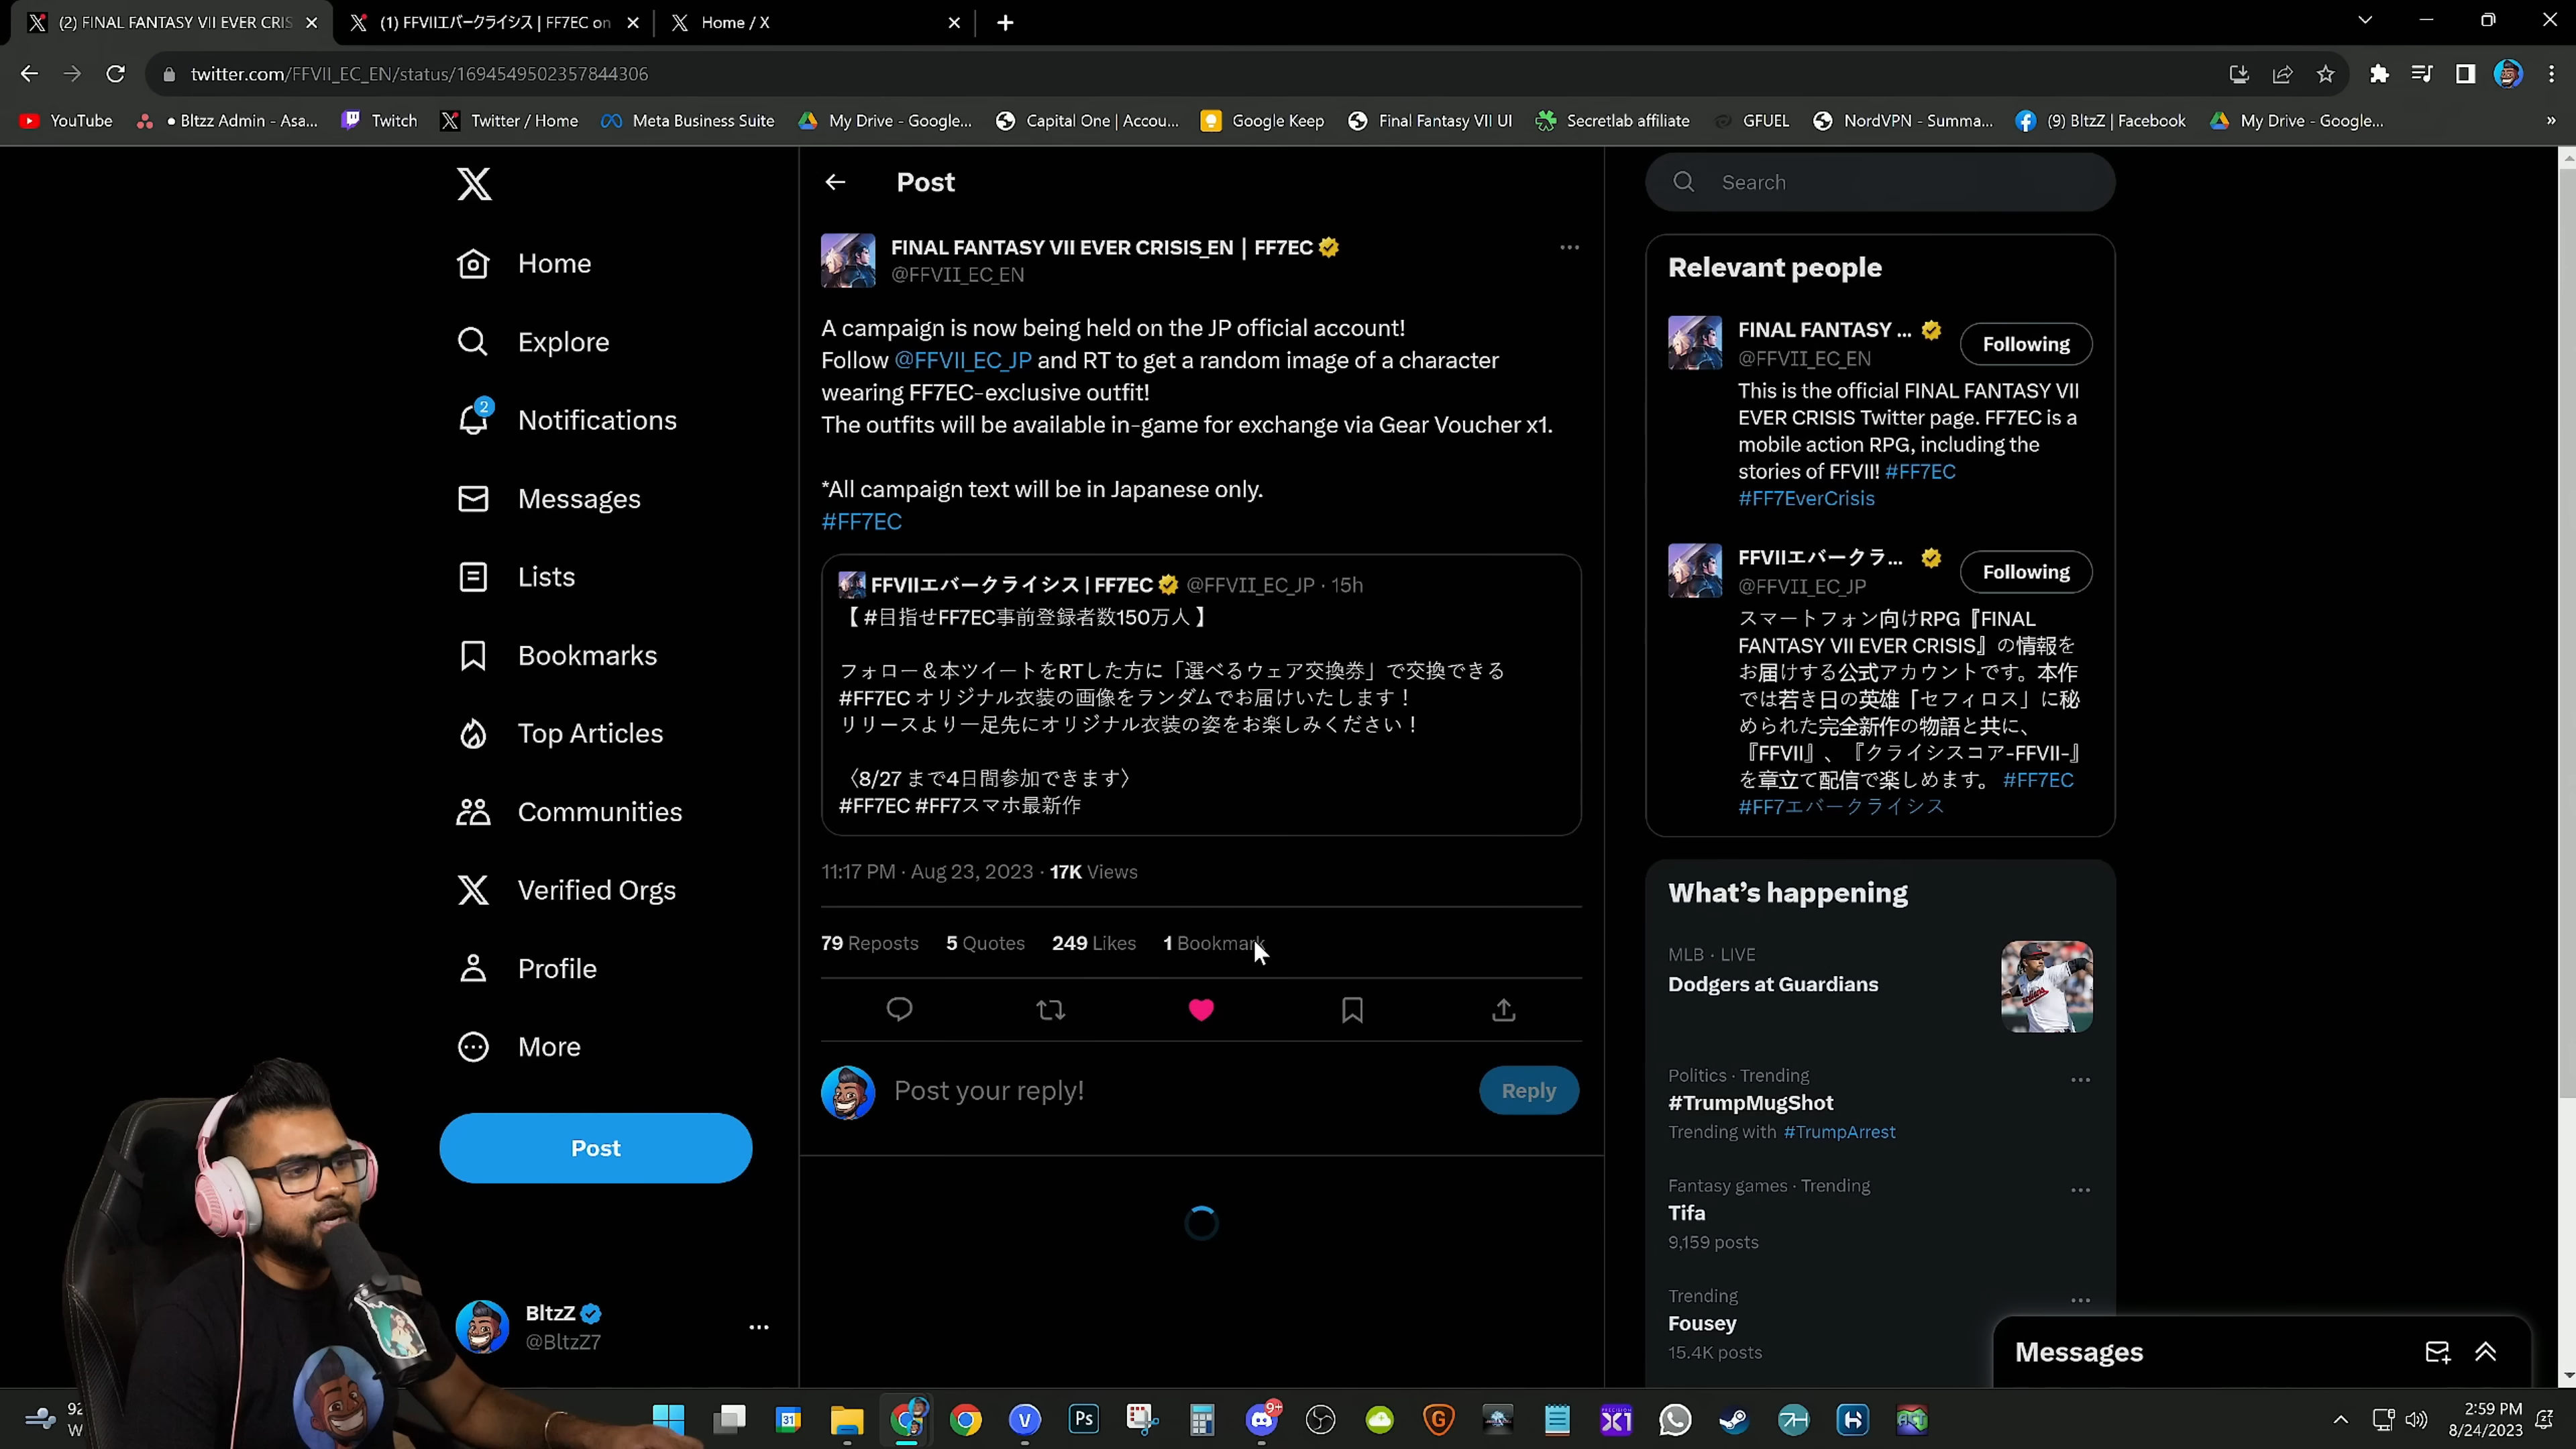 (2) FINAL FANTASY VII EVER CRIS
(1) FFVIIエバークライシス | FF7EC on
Home / X
twitter.com/FFVII_EC_EN/status/1694549502357844306
YouTube
• Bltzz Admin - Asa...
Twitch
Twitter / Home
Meta Business Suite
My Drive - Google...
Capital One | Accou...
Google Keep
Final Fantasy VII UI
Secretlab affiliate
GFUEL
NordVPN - Summa...
(9) BltzZ | Facebook
My Drive - Google...
»
Home
Explore
2
Notifications
Messages
Lists
Bookmarks
Top Articles
Communities
Verified Orgs
Profile
More
Post
BltzZ
@BltzZ7
Post
FINAL FANTASY VII EVER CRISIS_EN | FF7EC
@FFVII_EC_EN
A campaign is now being held on the JP official account!
Follow @FFVII_EC_JP and RT to get a random image of a character
wearing FF7EC-exclusive outfit!
The outfits will be available in-game for exchange via Gear Voucher x1.
*All campaign text will be in Japanese only.
#FF7EC
FFVIIエバークライシス | FF7EC @FFVII_EC_JP · 15h
【 #目指せFF7EC事前登録者数150万人 】
フォロー＆本ツイートをRTした方に「選べるウェア交換券」で交換できる
#FF7EC オリジナル衣装の画像をランダムでお届けいたします！
リリースより一足先にオリジナル衣装の姿をお楽しみください！
〈8/27 まで4日間参加できます〉
#FF7EC #FF7スマホ最新作
11:17 PM · Aug 23, 2023 · 17K Views
79 Reposts 5 Quotes 249 Likes 1 Bookmark
Post your reply!
Reply
Search
Relevant people
FINAL FANTASY ...
@FFVII_EC_EN
Following
This is the official FINAL FANTASY VII
EVER CRISIS Twitter page. FF7EC is a
mobile action RPG, including the
stories of FFVII! #FF7EC
#FF7EverCrisis
FFVIIエバークラ...
@FFVII_EC_JP
Following
スマートフォン向けRPG『FINAL
FANTASY VII EVER CRISIS』の情報を
お届けする公式アカウントです。本作
では若き日の英雄「セフィロス」に秘
められた完全新作の物語と共に、
『FFVII』、『クライシスコア-FFVII-』
を章立て配信で楽しめます。 #FF7EC
#FF7エバークライシス
What's happening
MLB · LIVE
Dodgers at Guardians
Politics · Trending
#TrumpMugShot
Trending with #TrumpArrest
Fantasy games · Trending
Tifa
9,159 posts
Trending
Fousey
15.4K posts
Messages
31
V
Ps
9+
G
X1
7H
H
ACT
2:59 PM
8/24/2023